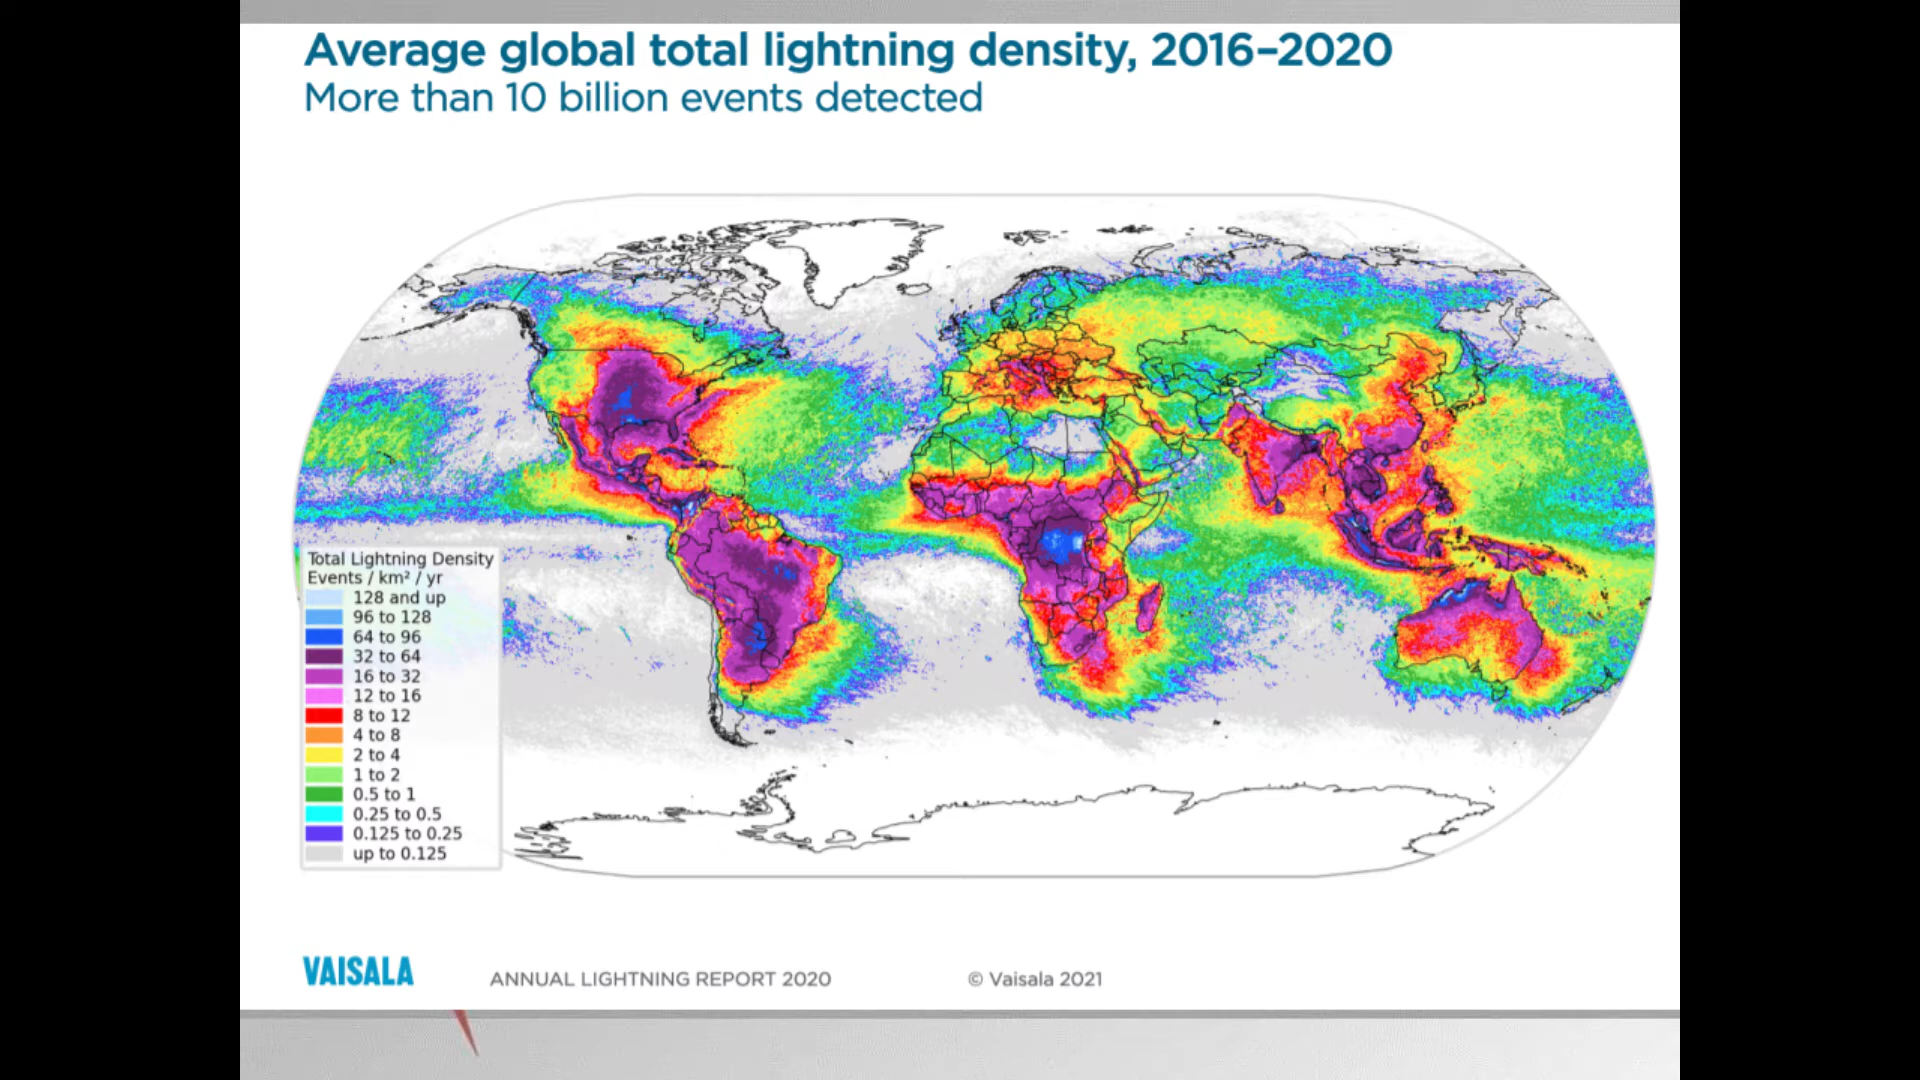 Average global total lightning density, 2016–2020
More than 10 billion events detected
Total Lightning Density
Events / km² / yr
128 and up
96 to 128
64 to 96
32 to 64
16 to 32
12 to 16
8 to 12
4 to 8
2 to 4
1 to 2
0.5 to 1
0.25 to 0.5
0.125 to 0.25
up to 0.125
VAISALA
ANNUAL LIGHTNING REPORT 2020
© Vaisala 2021